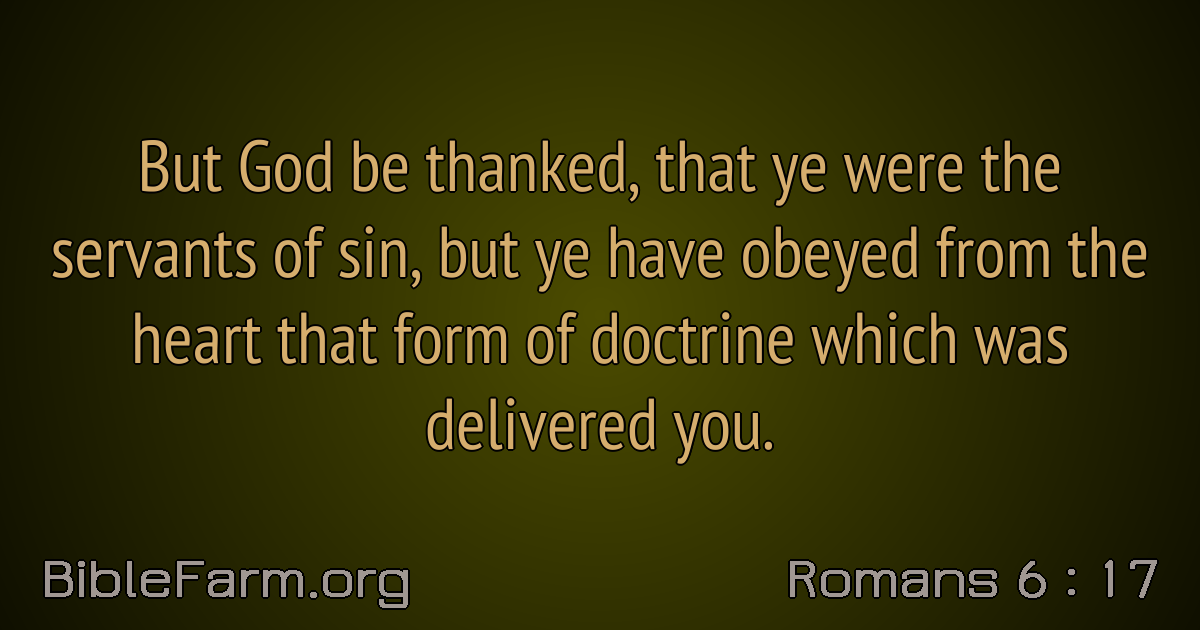 But God be thanked, that ye were the
servants of sin, but ye have obeyed from the
heart that form of doctrine which was
delivered you.
BibleFarm.org
Romans 6 : 17